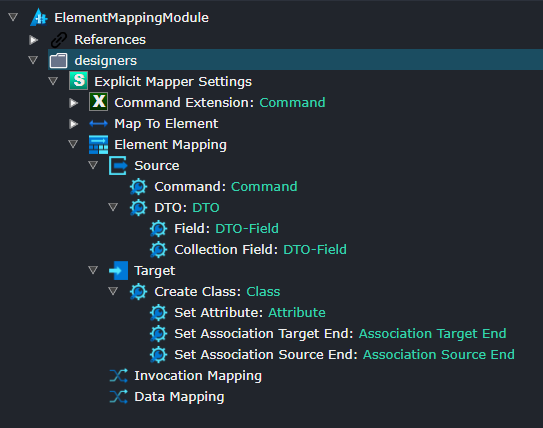 ElementMappingModule
References
designers
Explicit Mapper Settings
Command Extension: Command
Map To Element
Element Mapping
Source
Command: Command
DTO: DTO
Field: DTO-Field
Collection Field: DTO-Field
Target
Create Class: Class
Set Attribute: Attribute
Set Association Target End: Association Target End
Set Association Source End: Association Source End
Invocation Mapping
Data Mapping